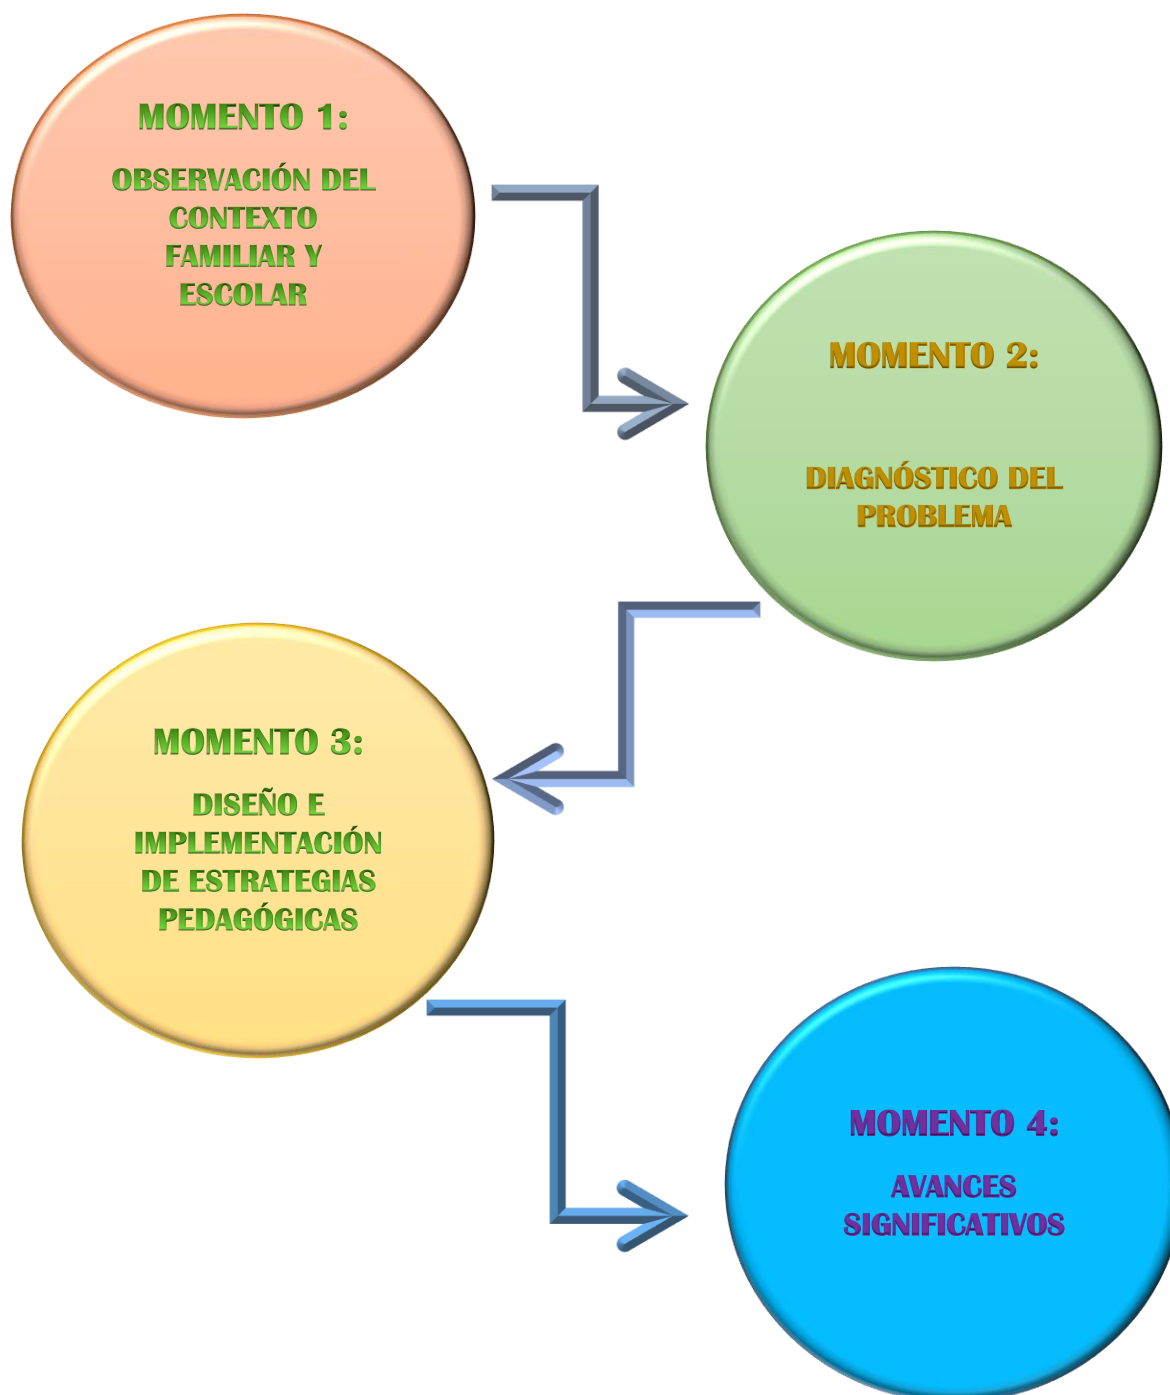 MOMENTO 1:
OBSERVACIÓN DEL
CONTEXTO
FAMILIAR Y
ESCOLAR
MOMENTO 2:
DIAGNÓSTICO DEL
PROBLEMA
MOMENTO 3:
DISEÑO E
IMPLEMENTACIÓN
DE ESTRATEGIAS
PEDAGÓGICAS
MOMENTO 4:
AVANCES
SIGNIFICATIVOS